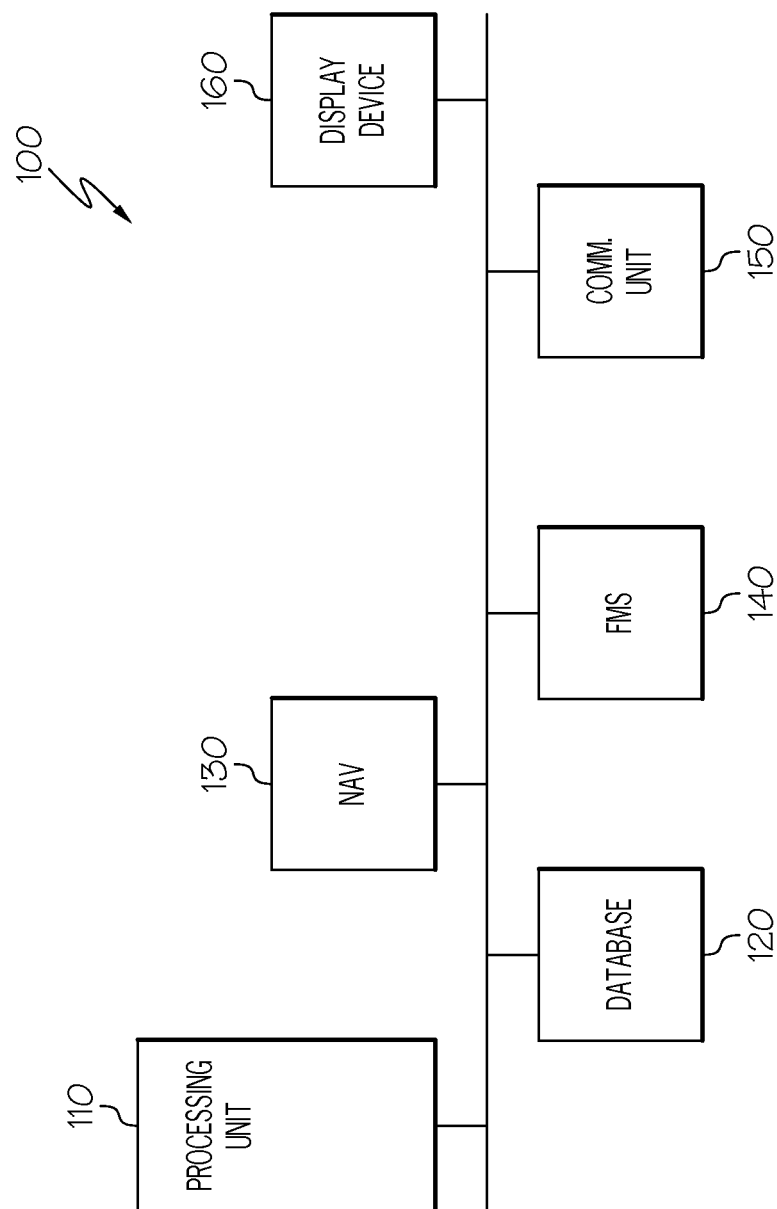 100
110
PROCESSING
UNIT
130
NAV
160
DISPLAY
DEVICE
120
DATABASE
140
FMS
150
COMM.
UNIT